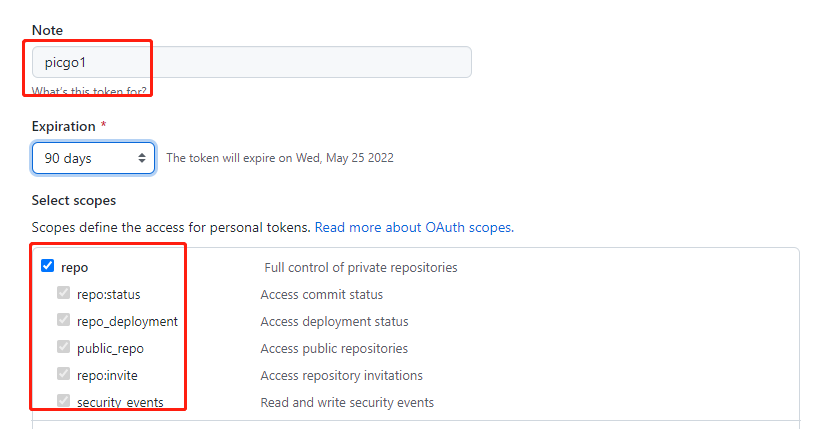 Note
picgo1
What's this token for?
Expiration *
90 days The token will expire on Wed, May 25 2022
Select scopes
Scopes define the access for personal tokens. Read more about OAuth scopes.
repo Full control of private repositories
repo:status Access commit status
repo_deployment Access deployment status
public_repo Access public repositories
repo:invite Access repository invitations
security_events Read and write security events